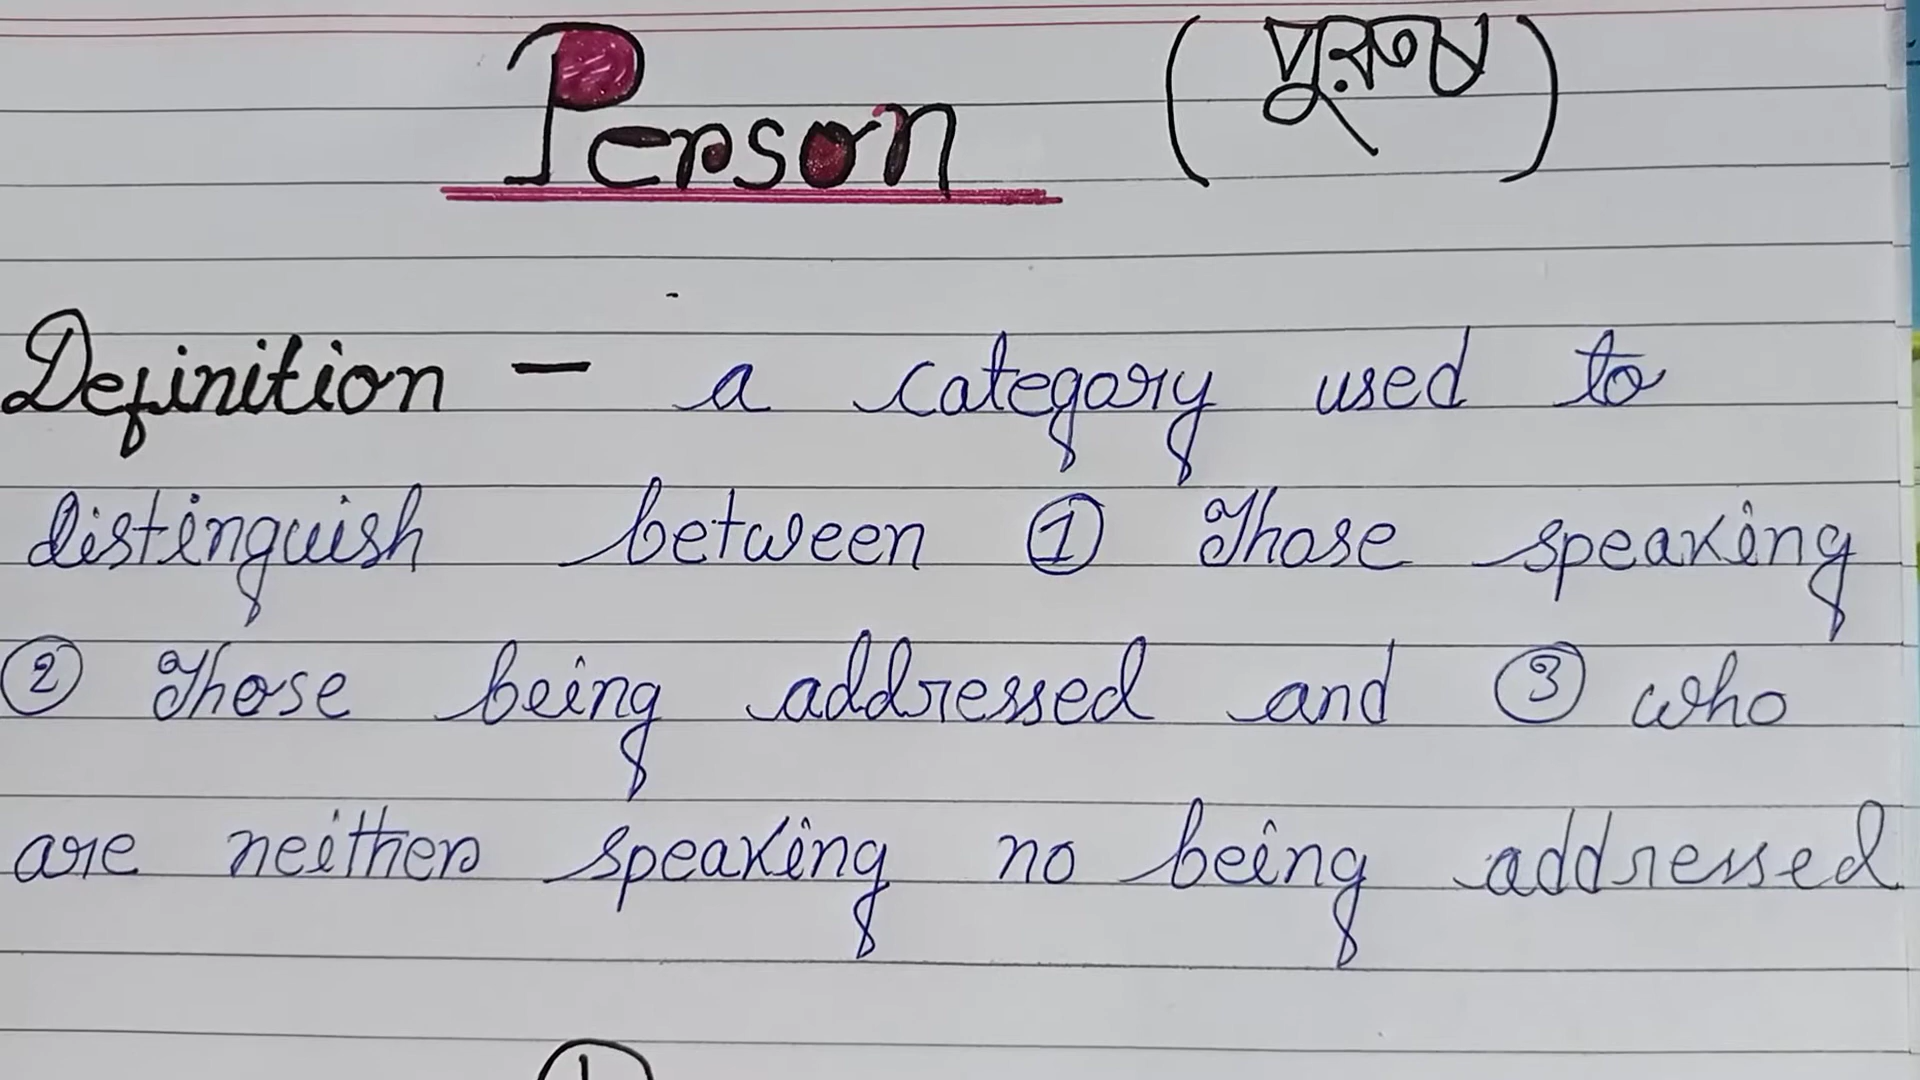 Person (পুরুষ)
Definition - a category used to
distinguish between ① Those speaking
② Those being addressed and ③ who
are neither speaking no being addressed